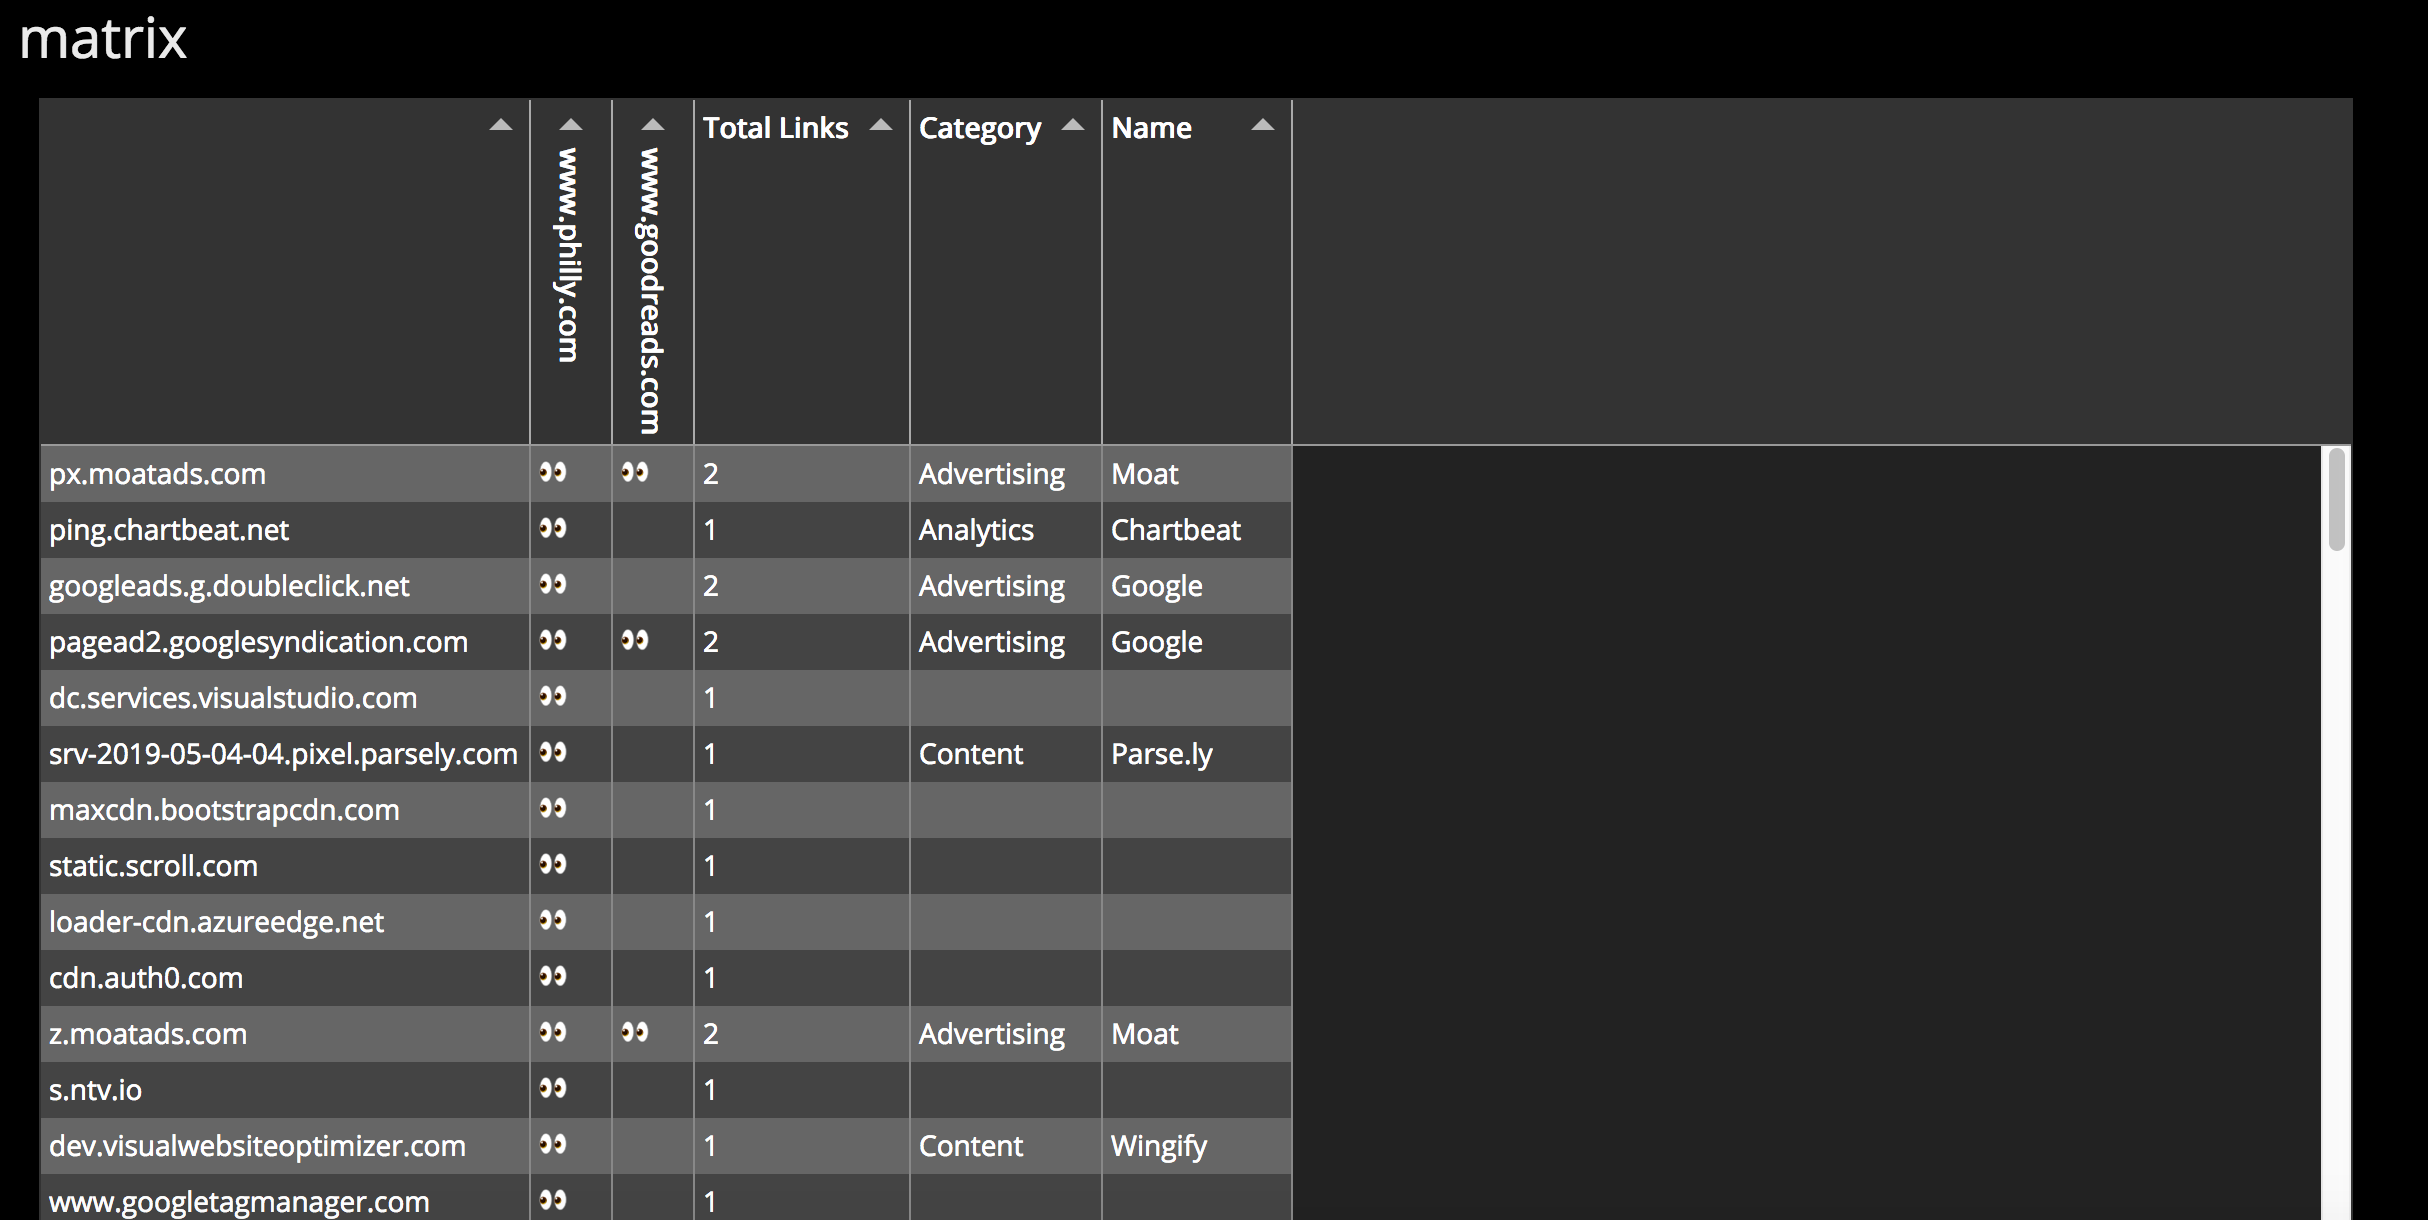 matrix
www.philly.com www.goodreads.com Total Links Category Name
px.moatads.com 👀 👀 2 Advertising Moat
ping.chartbeat.net 👀 1 Analytics Chartbeat
googleads.g.doubleclick.net 👀 2 Advertising Google
pagead2.googlesyndication.com 👀 👀 2 Advertising Google
dc.services.visualstudio.com 👀 1
srv-2019-05-04-04.pixel.parsely.com 👀 1 Content Parse.ly
maxcdn.bootstrapcdn.com 👀 1
static.scroll.com 👀 1
loader-cdn.azureedge.net 👀 1
cdn.auth0.com 👀 1
z.moatads.com 👀 👀 2 Advertising Moat
s.ntv.io 👀 1
dev.visualwebsiteoptimizer.com 👀 1 Content Wingify
www.googletagmanager.com 👀 1